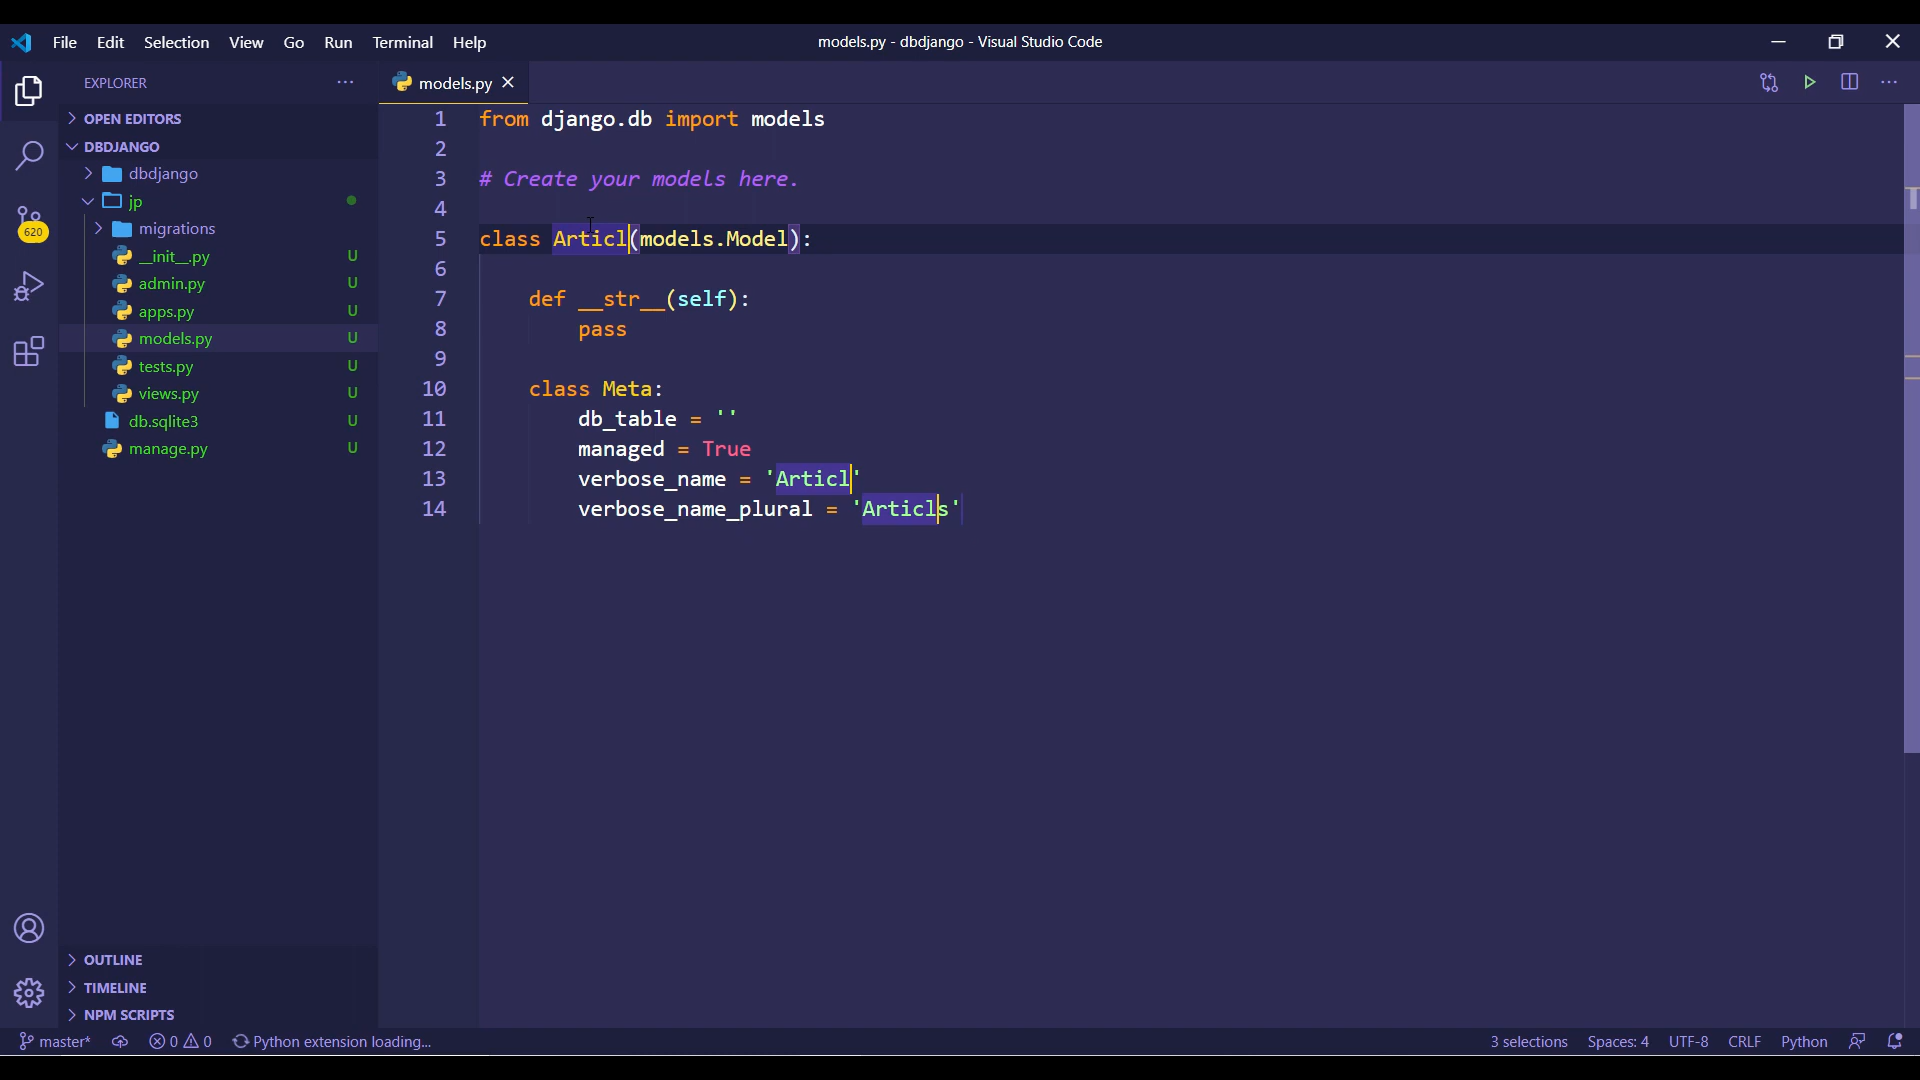 File Edit Selection View Go Run Terminal Help
models.py - dbdjango - Visual Studio Code
EXPLORER
models.py
OPEN EDITORS
DBDJANGO
dbdjango
jp
migrations
__init__.py U
admin.py U
apps.py U
models.py U
tests.py U
views.py U
db.sqlite3 U
manage.py U
620
OUTLINE
TIMELINE
NPM SCRIPTS
1 from django.db import models
2
3 # Create your models here.
4
5 class Articl(models.Model):
6
7     def __str__(self):
8         pass
9
10     class Meta:
11         db_table = ''
12         managed = True
13         verbose_name = 'Articl'
14         verbose_name_plural = 'Articls'
master* 0 0 Python extension loading...
3 selections Spaces: 4 UTF-8 CRLF Python